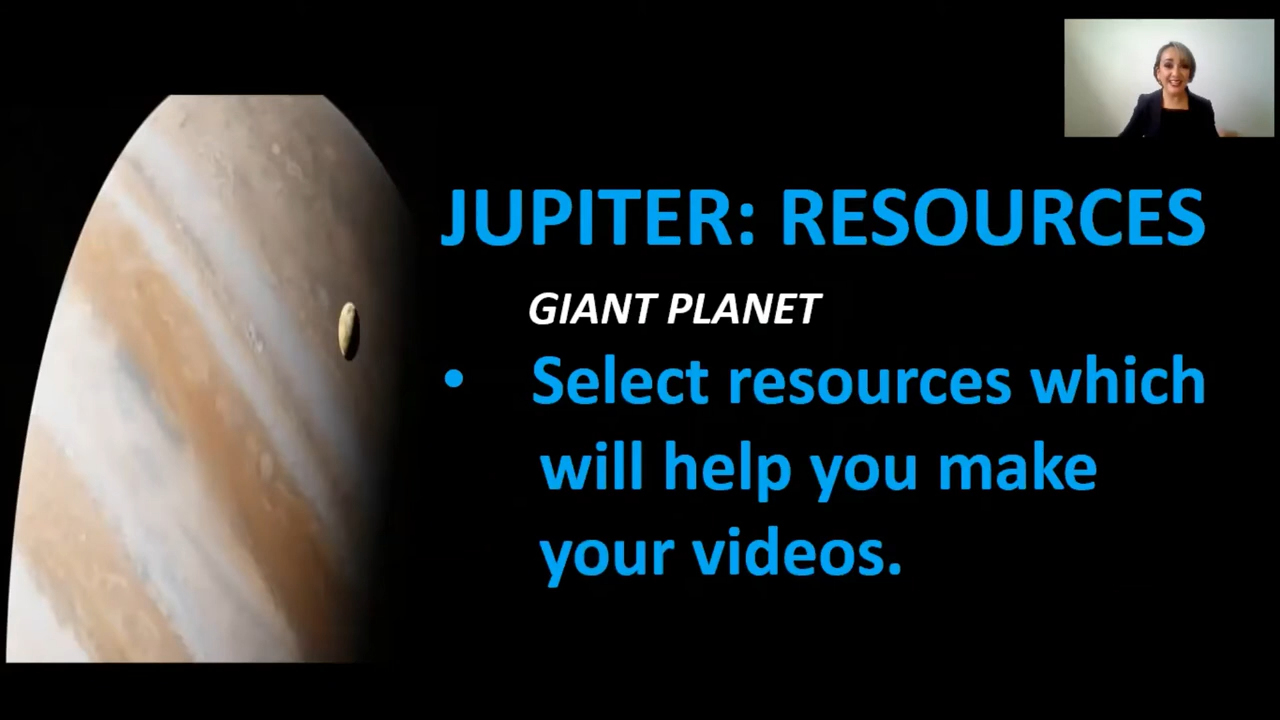 JUPITER: RESOURCES
GIANT PLANET
• Select resources which
will help you make
your videos.